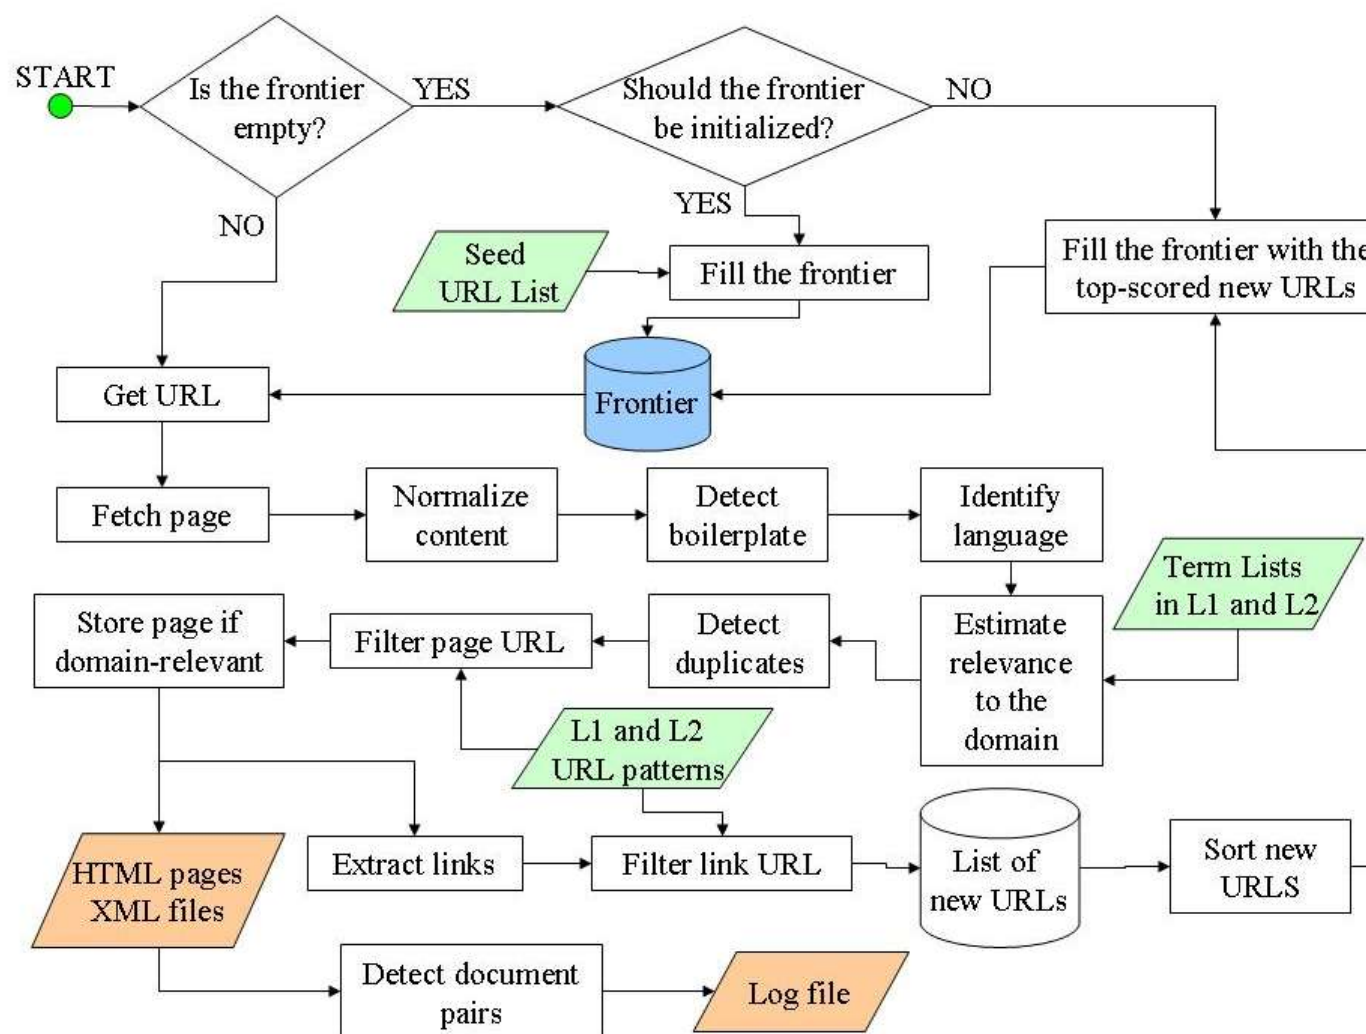 START
Is the frontier
empty?
YES
Should the frontier
be initialized?
NO
NO
YES
Seed
URL List
Fill the frontier
Fill the frontier with the
top-scored new URLs
Get URL
Frontier
Fetch page
Normalize
content
Detect
boilerplate
Identify
language
Term Lists
in L1 and L2
Store page if
domain-relevant
Filter page URL
Detect
duplicates
Estimate
relevance
to the
domain
L1 and L2
URL patterns
HTML pages
XML files
Extract links
Filter link URL
List of
new URLs
Sort new
URLS
Detect document
pairs
Log file